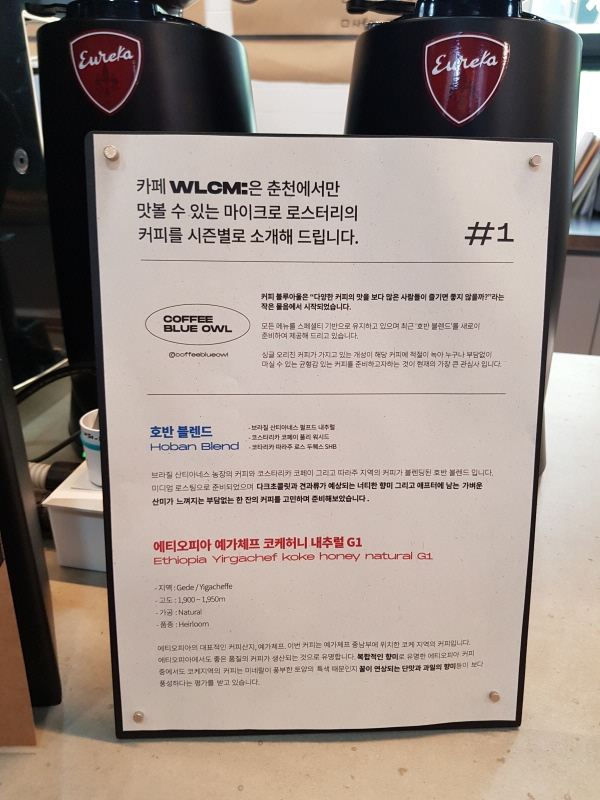 Eureka
Eureka
카페 WLCM:은 춘천에서만
맛볼 수 있는 마이크로 로스터리의
커피를 시즌별로 소개해 드립니다.
#1
COFFEE
BLUE OWL
@coffeeblueowl
커피 블루아울은 "다양한 커피의 맛을 보다 많은 사람들이 즐기면 좋지 않을까?"라는
작은 물음에서 시작되었습니다.
모든 메뉴를 스페셜티 기반으로 유지하고 있으며 최근 '호반 블렌드'를 새로이
준비하여 제공해 드리고 있습니다.
싱글 오리진 커피가 가지고 있는 개성이 해당 커피에 적절히 녹아 누구나 부담없이
마실 수 있는 균형감 있는 커피를 준비하고자하는 것이 현재의 가장 큰 관심사 입니다.
호반 블렌드
Hoban Blend
- 브라질 산티아네스 펄프드 내추럴
- 코스타리카 코페이 풀리 워시드
- 코타리카 따라주 로스 두웨스 SHB
브라질 산티아네스 농장의 커피와 코스타리카 코페이 그리고 따라주 지역의 커피가 블렌딩된 호반 블렌드 입니다.
미디엄 로스팅으로 준비되었으며 다크초콜릿과 견과류가 예상되는 너티한 향미 그리고 애프터에 남는 가벼운
산미가 느껴지는 부담없는 한 잔의 커피를 고민하며 준비해보았습니다.
에티오피아 예가체프 코케허니 내추럴 G1
Ethiopia Yirgachef koke honey natural G1
- 지역 : Gede / Yigacheffe
- 고도 : 1,900 ~ 1,950m
- 가공 : Natural
- 품종 : Heirloom
에티오피아의 대표적인 커피산지, 예가체프. 이번 커피는 예가체프 중남부에 위치한 코케 지역의 커피입니다.
에티오피아에서도 좋은 품질의 커피가 생산되는 것으로 유명합니다. 복합적인 향미로 유명한 에티오피아 커피
중에서도 코케지역의 커피는 미네랄이 풍부한 토양의 특색 때문인지 꿀이 연상되는 단맛과 과일의 향미등이 보다
풍성하다는 평가를 받고 있습니다.